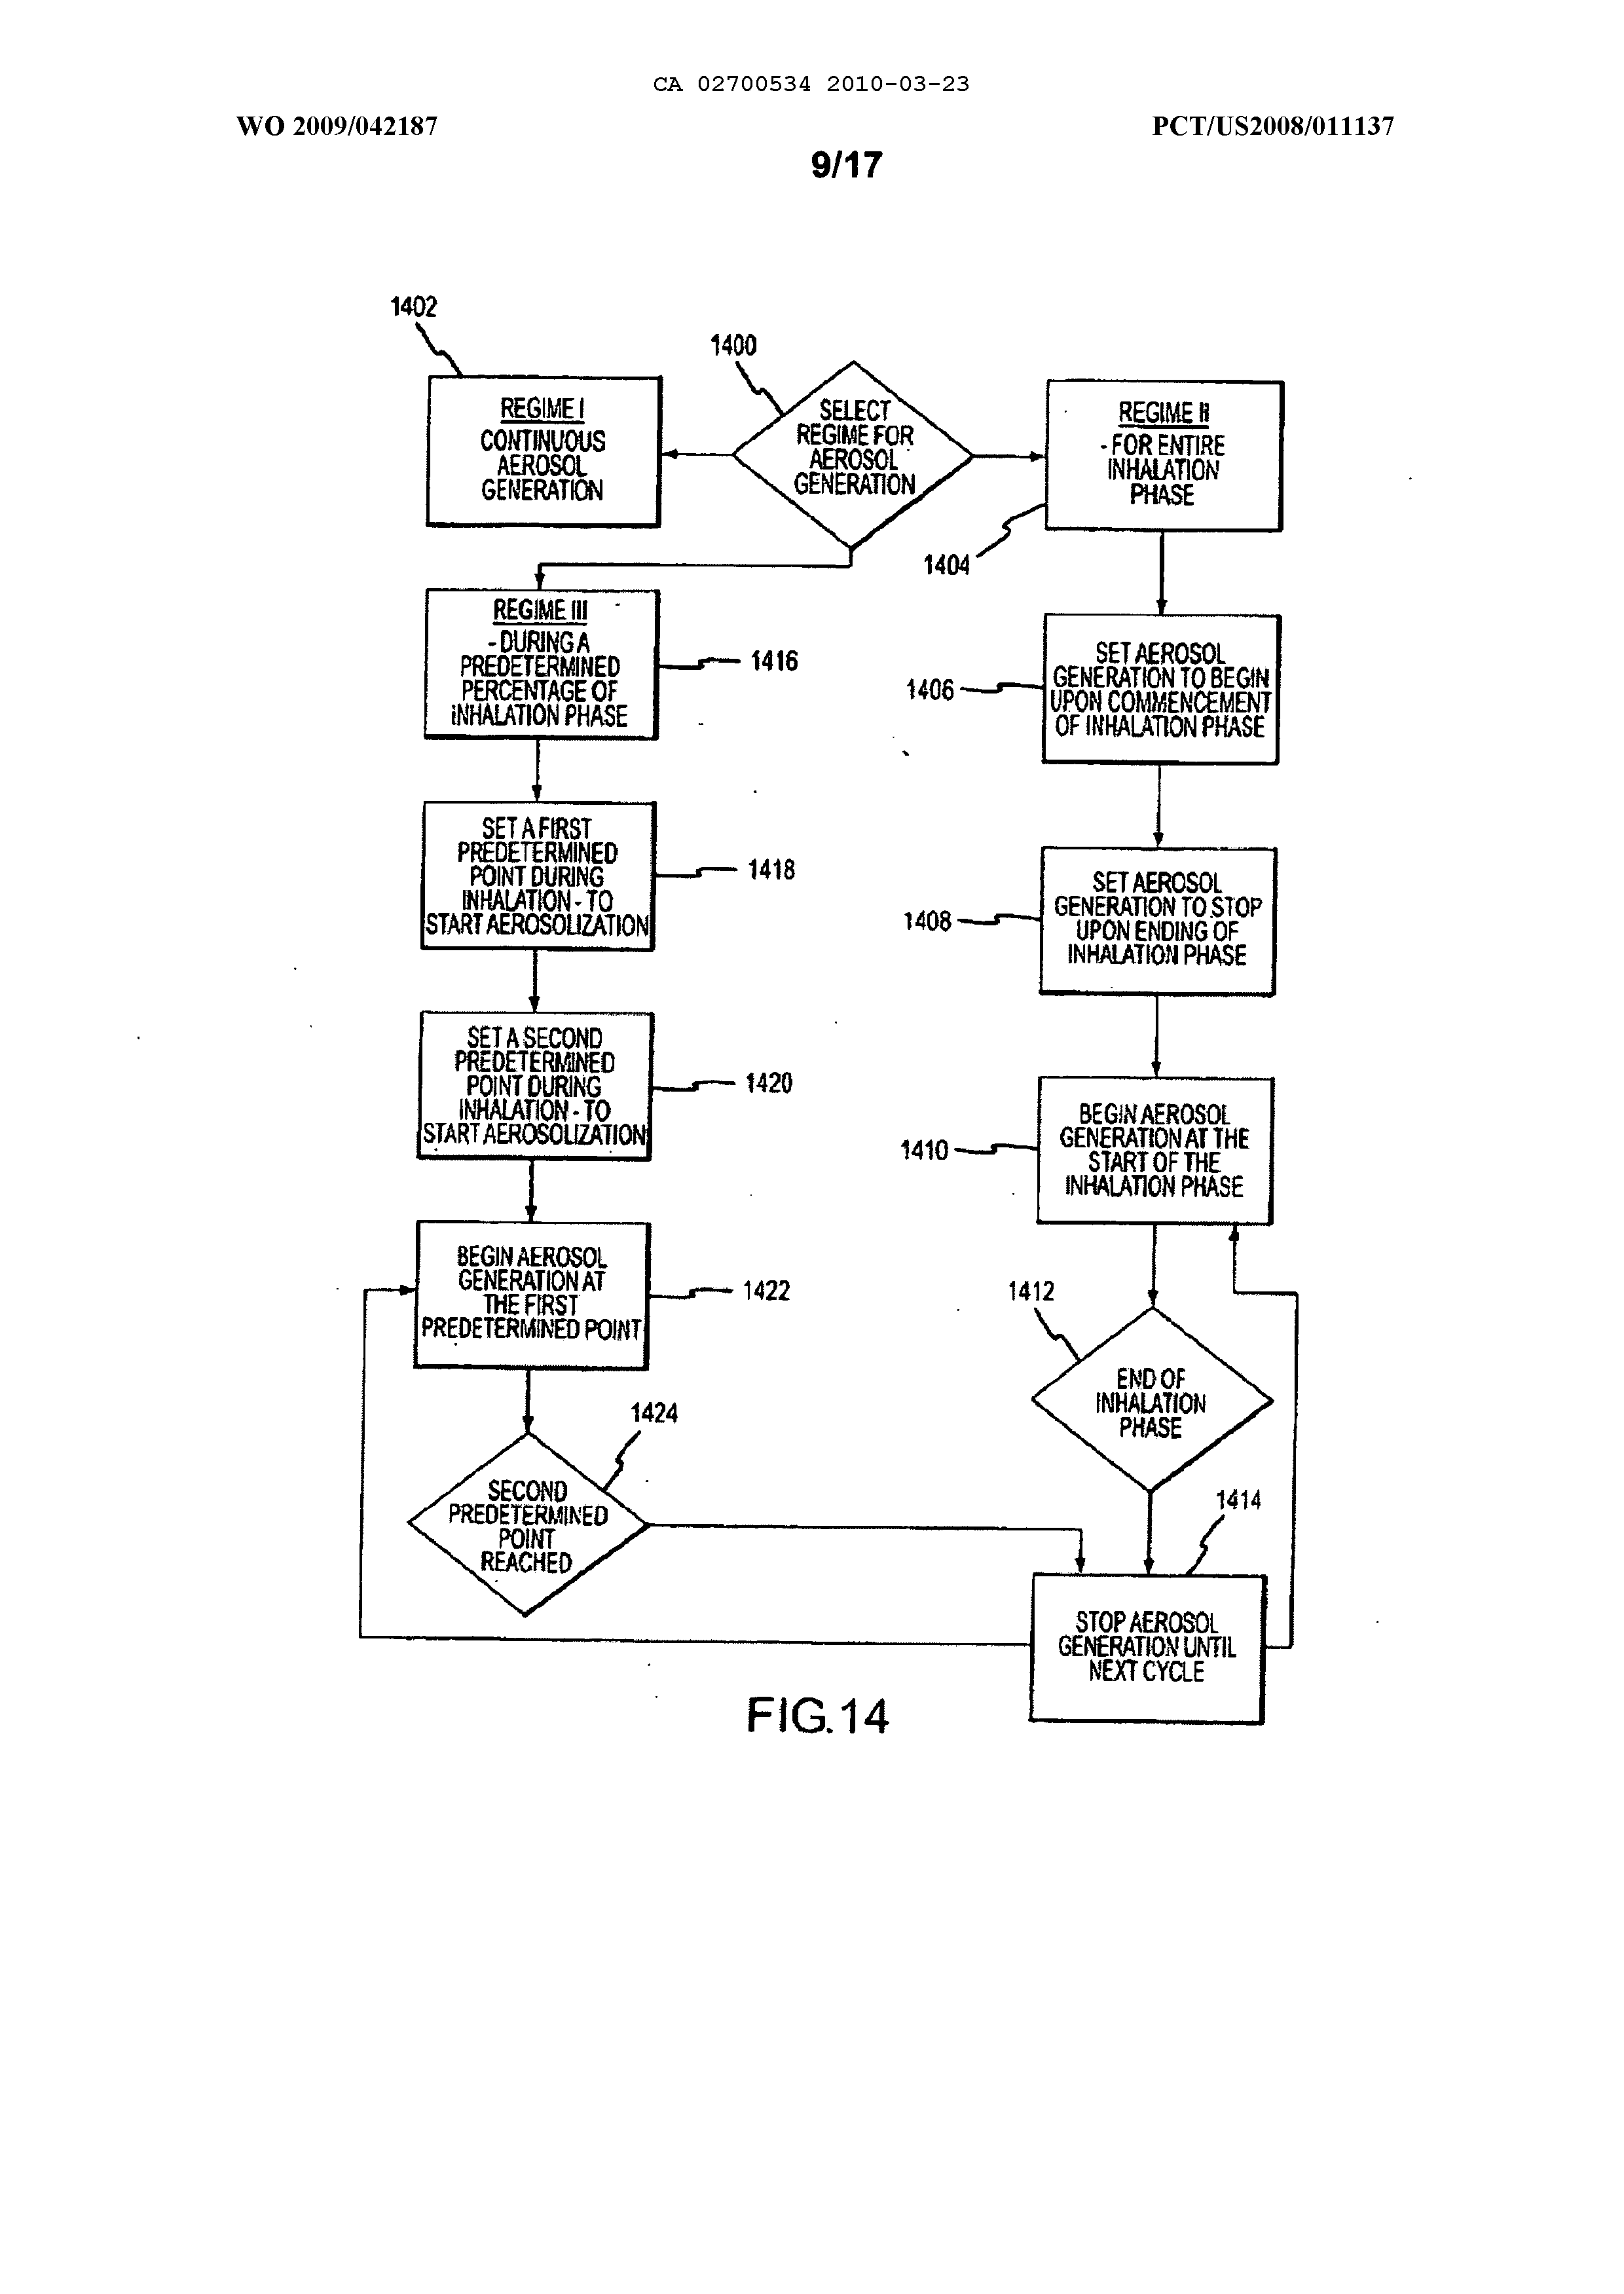 CA 02700534 2010-03-23
WO 2009/042187
PCT/US2008/011137
9/17
1402
1400
REGIME I
CONTINUOUS
AEROSOL
GENERATION
SELECT
REGIME FOR
AEROSOL
GENERATION
REGIME II
- FOR ENTIRE
INHALATION
PHASE
1404
REGIME III
- DURING A
PREDETERMINED
PERCENTAGE OF
INHALATION PHASE
1416
1406
SET AEROSOL
GENERATION TO BEGIN
UPON COMMENCEMENT
OF INHALATION PHASE
SET A FIRST
PREDETERMINED
POINT DURING
INHALATION - TO
START AEROSOLIZATION
1418
1408
SET AEROSOL
GENERATION TO STOP
UPON ENDING OF
INHALATION PHASE
SET A SECOND
PREDETERMINED
POINT DURING
INHALATION - TO
START AEROSOLIZATION
1420
1410
BEGIN AEROSOL
GENERATION AT THE
START OF THE
INHALATION PHASE
BEGIN AEROSOL
GENERATION AT
THE FIRST
PREDETERMINED POINT
1422
1412
END OF
INHALATION
PHASE
1424
SECOND
PREDETERMINED
POINT
REACHED
1414
STOP AEROSOL
GENERATION UNTIL
NEXT CYCLE
FIG.14